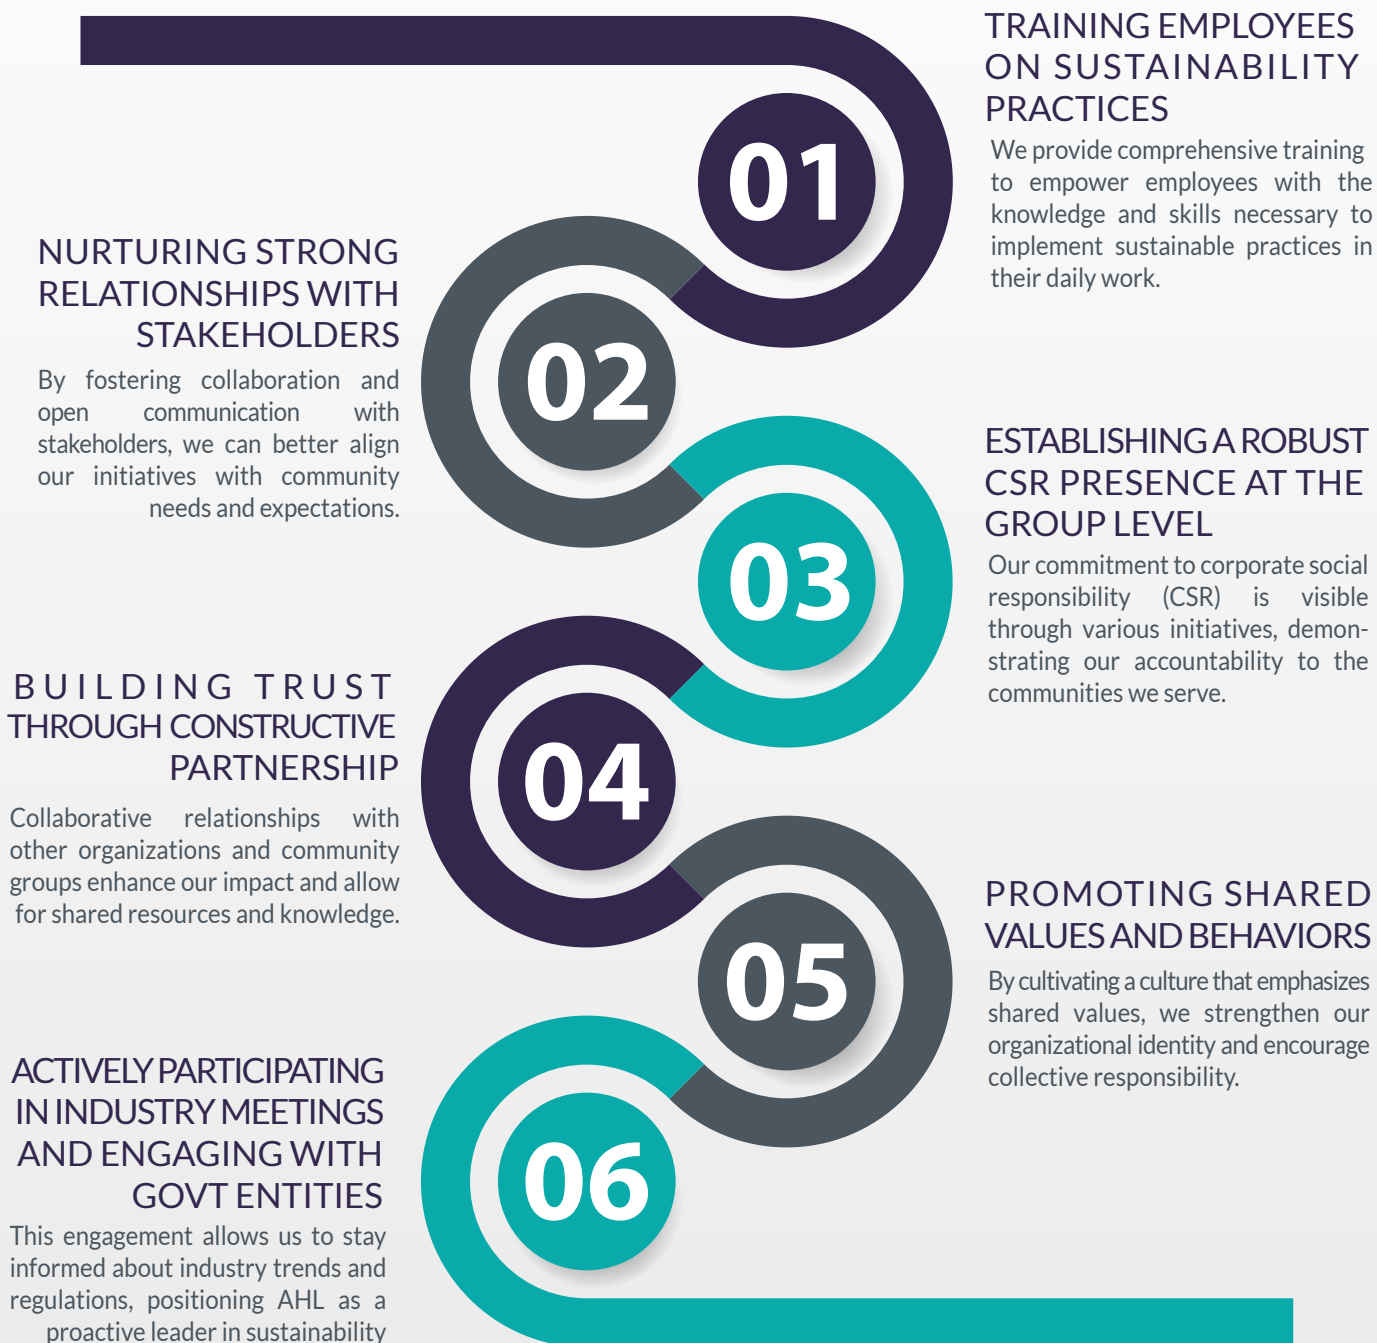 01
TRAINING EMPLOYEES
ON SUSTAINABILITY
PRACTICES
We provide comprehensive training
to empower employees with the
knowledge and skills necessary to
implement sustainable practices in
their daily work.
02
NURTURING STRONG
RELATIONSHIPS WITH
STAKEHOLDERS
By fostering collaboration and
open communication with
stakeholders, we can better align
our initiatives with community
needs and expectations.
03
ESTABLISHING A ROBUST
CSR PRESENCE AT THE
GROUP LEVEL
Our commitment to corporate social
responsibility (CSR) is visible
through various initiatives, demon-
strating our accountability to the
communities we serve.
04
BUILDING TRUST
THROUGH CONSTRUCTIVE
PARTNERSHIP
Collaborative relationships with
other organizations and community
groups enhance our impact and allow
for shared resources and knowledge.
05
PROMOTING SHARED
VALUES AND BEHAVIORS
By cultivating a culture that emphasizes
shared values, we strengthen our
organizational identity and encourage
collective responsibility.
06
ACTIVELY PARTICIPATING
IN INDUSTRY MEETINGS
AND ENGAGING WITH
GOVT ENTITIES
This engagement allows us to stay
informed about industry trends and
regulations, positioning AHL as a
proactive leader in sustainability